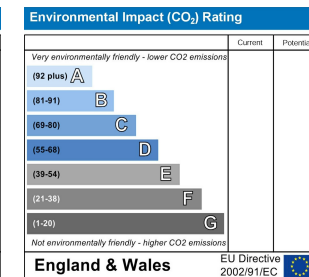 Environmental Impact (CO₂) Rating
Current Potentia
Very environmentally friendly - lower CO2 emissions
(92 plus) A
(81-91) B
(69-80) C
(55-68) D
(39-54) E
(21-38) F
(1-20) G
Not environmentally friendly - higher CO2 emissions
England & Wales
EU Directive
2002/91/EC